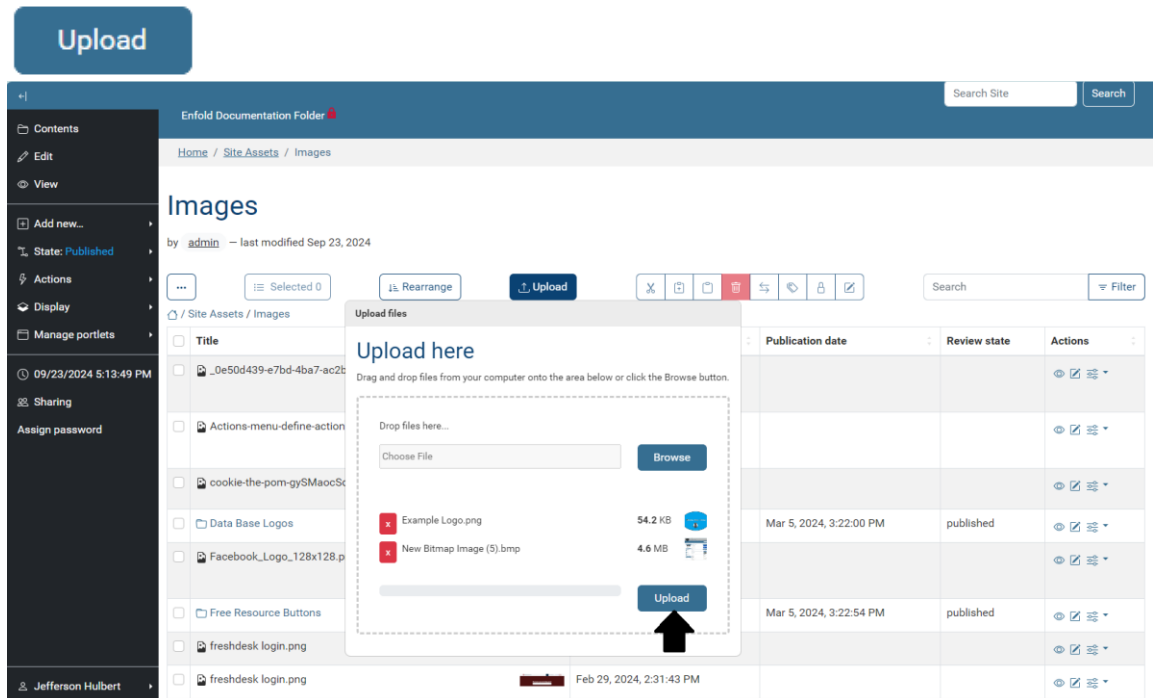 Upload
Search Site
Search
Enfold Documentation Folder
Contents
Edit
View
Home / Site Assets / Images
Images
by admin — last modified Sep 23, 2024
Add new...
State: Published
Actions
Display
Manage portlets
09/23/2024 5:13:49 PM
Sharing
Assign password
Jefferson Hulbert
...
Selected 0
Rearrange
Upload
Search
Filter
/ Site Assets / Images
Title
Publication date
Review state
Actions
_0e50d439-e7bd-4ba7-ac2b
Actions-menu-define-action
cookie-the-pom-gySMaocSd
Data Base Logos
Mar 5, 2024, 3:22:00 PM
published
Facebook_Logo_128x128.p
Free Resource Buttons
Mar 5, 2024, 3:22:54 PM
published
freshdesk login.png
freshdesk login.png
Feb 29, 2024, 2:31:43 PM
Upload files
Upload here
Drag and drop files from your computer onto the area below or click the Browse button.
Drop files here...
Choose File
Browse
x
Example Logo.png
54.2 KB
x
New Bitmap Image (5).bmp
4.6 MB
Upload